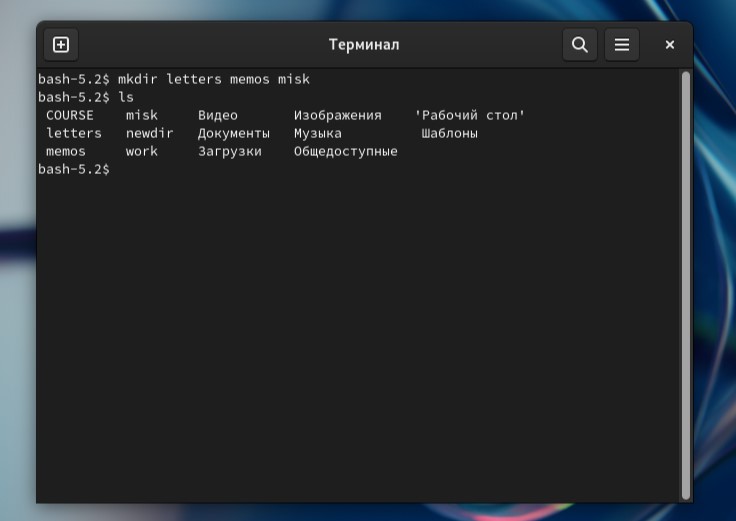 Терминал
bash-5.2$ mkdir letters memos misk
bash-5.2$ ls
COURSE misk Видео Изображения 'Рабочий стол'
letters newdir Документы Музыка Шаблоны
memos work Загрузки Общедоступные
bash-5.2$